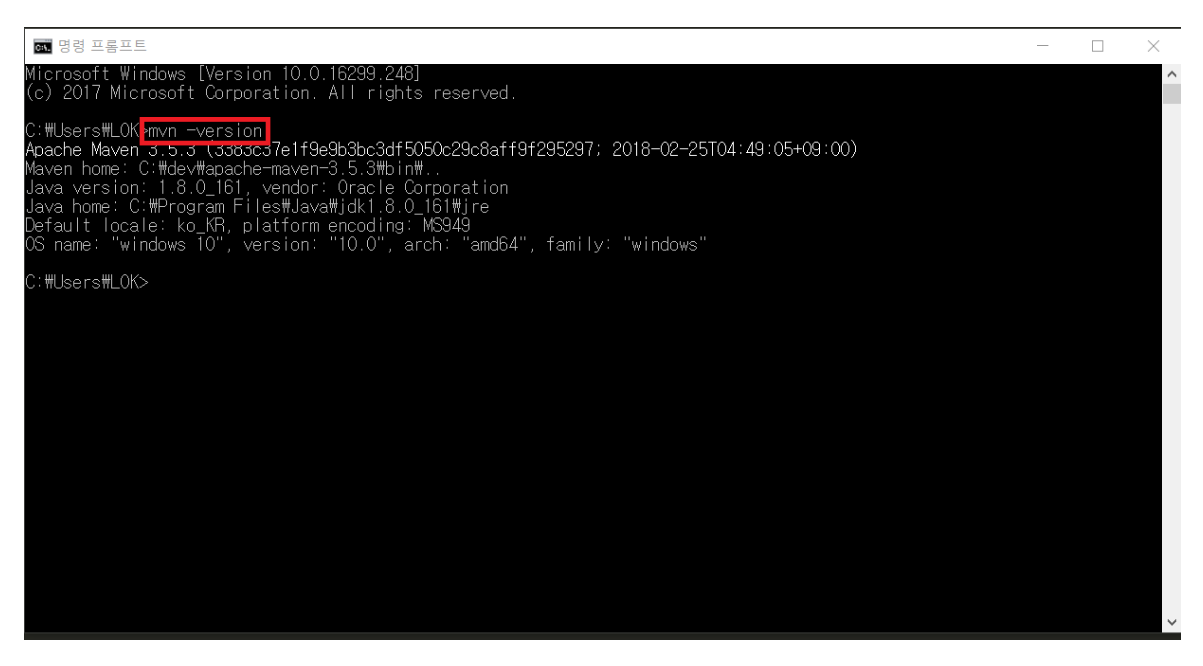 명령 프롬프트
Microsoft Windows [Version 10.0.16299.248]
(c) 2017 Microsoft Corporation. All rights reserved.
C:₩Users₩LOK>mvn -version
Apache Maven 3.5.3 (3383c37e1f9e9b3bc3df5050c29c8aff9f295297; 2018-02-25T04:49:05+09:00)
Maven home: C:₩dev₩apache-maven-3.5.3₩bin₩..
Java version: 1.8.0_161, vendor: Oracle Corporation
Java home: C:₩Program Files₩Java₩jdk1.8.0_161₩jre
Default locale: ko_KR, platform encoding: MS949
OS name: "windows 10", version: "10.0", arch: "amd64", family: "windows"
C:₩Users₩LOK>